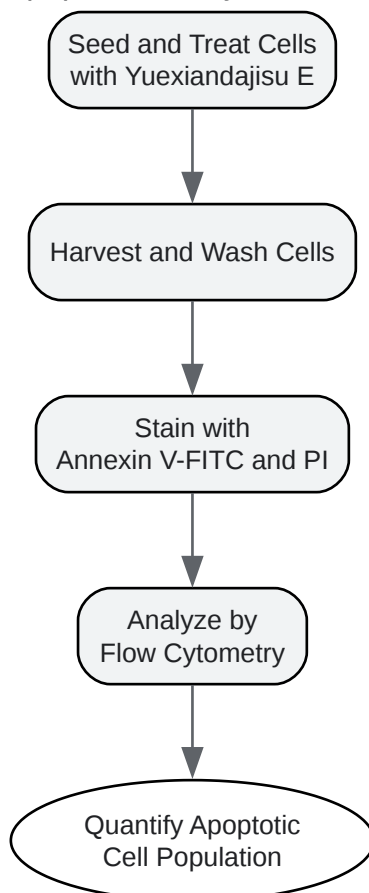 Seed and Treat Cells
with Yuexiandajisu E
Harvest and Wash Cells
Stain with
Annexin V-FITC and PI
Analyze by
Flow Cytometry
Quantify Apoptotic
Cell Population